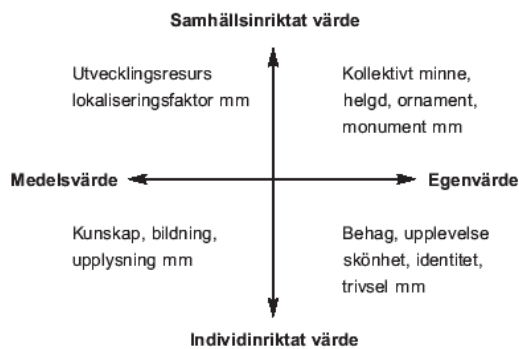 Samhällsinriktat värde
Utvecklingsresurs
lokaliseringsfaktor mm
Kollektivt minne,
helgd, ornament,
monument mm
Medelsvärde
Egenvärde
Kunskap, bildning,
upplysning mm
Behag, upplevelse
skönhet, identitet,
trivsel mm
Individinriktat värde